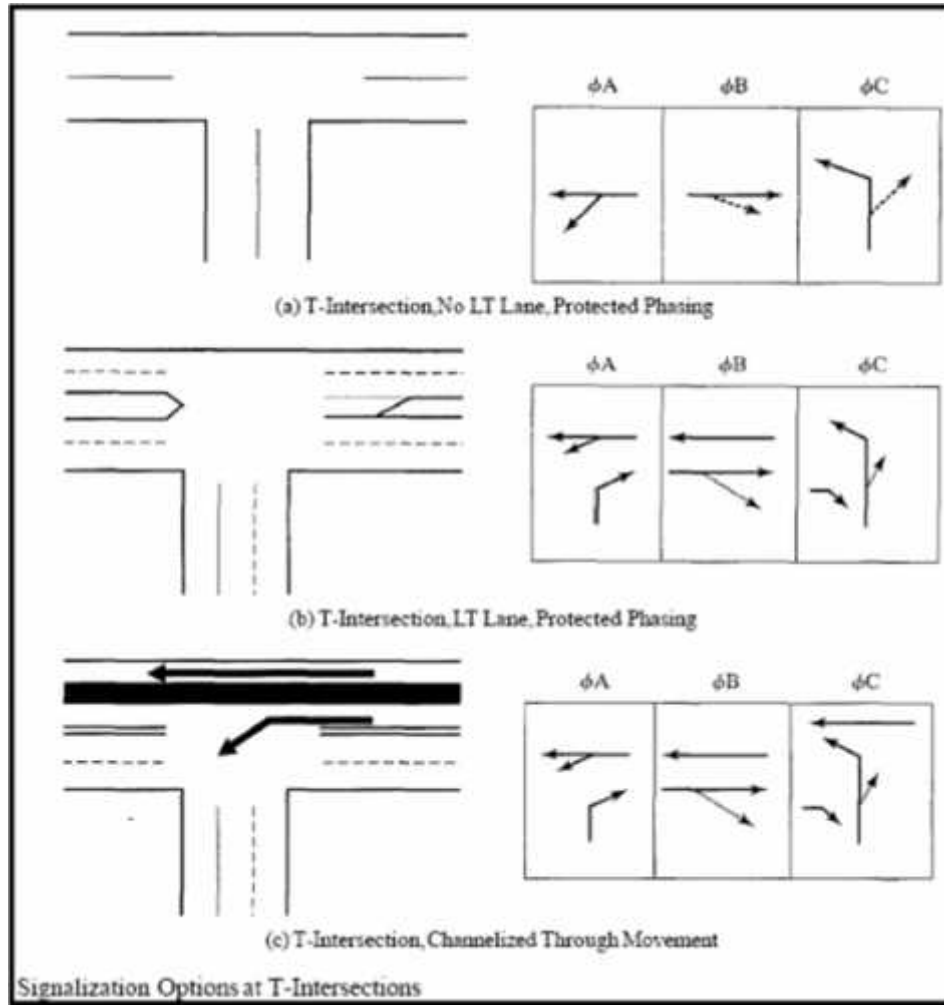 ϕA ϕB ϕC
(a) T-Intersection,No LT Lane, Protected Phasing
ϕA ϕB ϕC
(b) T-Intersection, LT Lane, Protected Phasing
ϕA ϕB ϕC
(c) T-Intersection, Channelized Through Movement
Signalization Options at T-Intersections